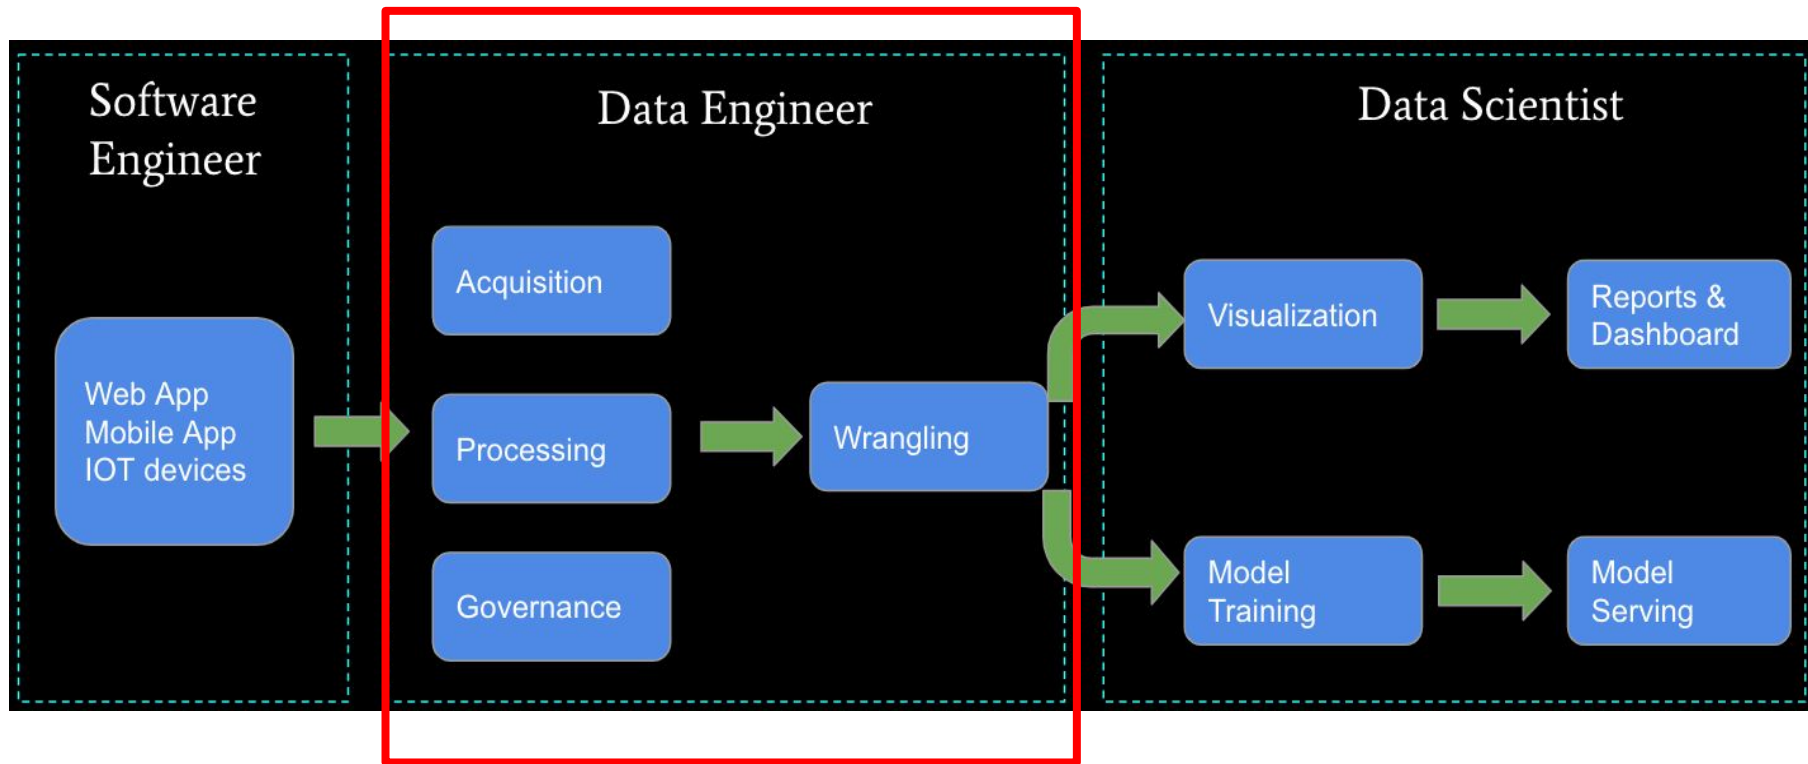 Software
Engineer
Web App
Mobile App
IOT devices
Data Engineer
Acquisition
Processing
Governance
Wrangling
Data Scientist
Visualization
Reports &
Dashboard
Model
Training
Model
Serving